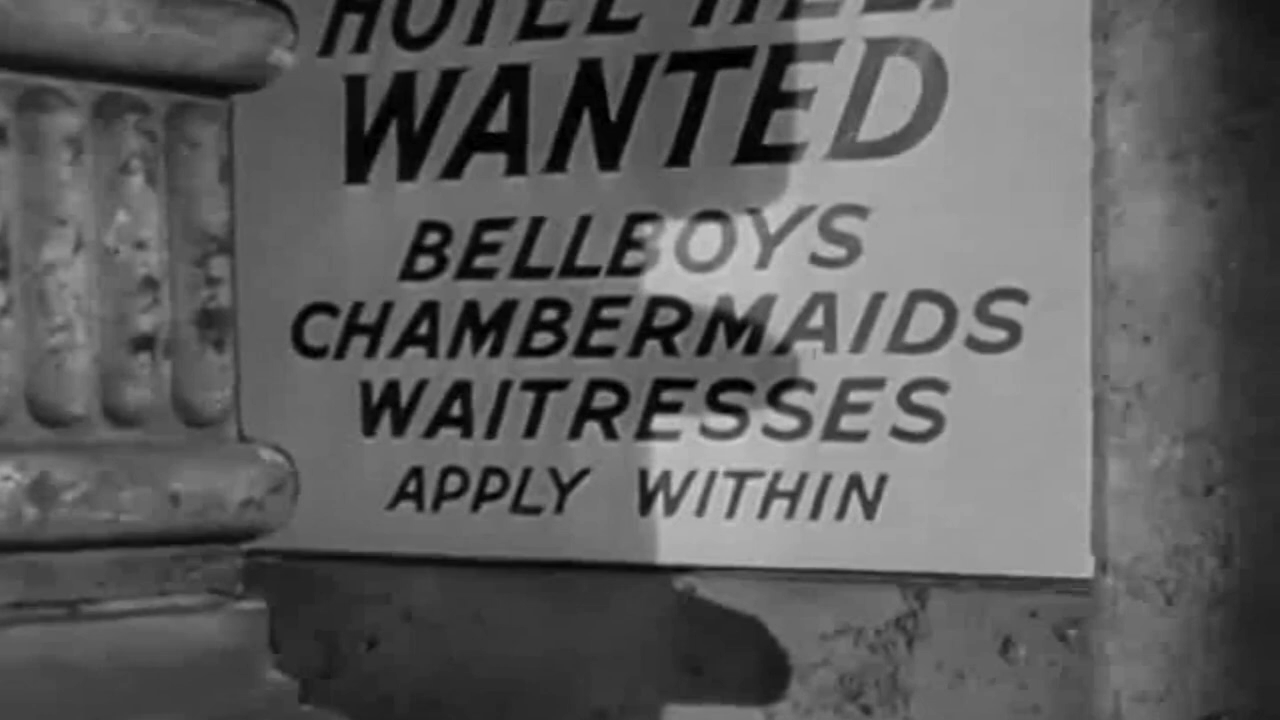 HOTEL HELP
WANTED
BELLBOYS
CHAMBERMAIDS
WAITRESSES
APPLY WITHIN